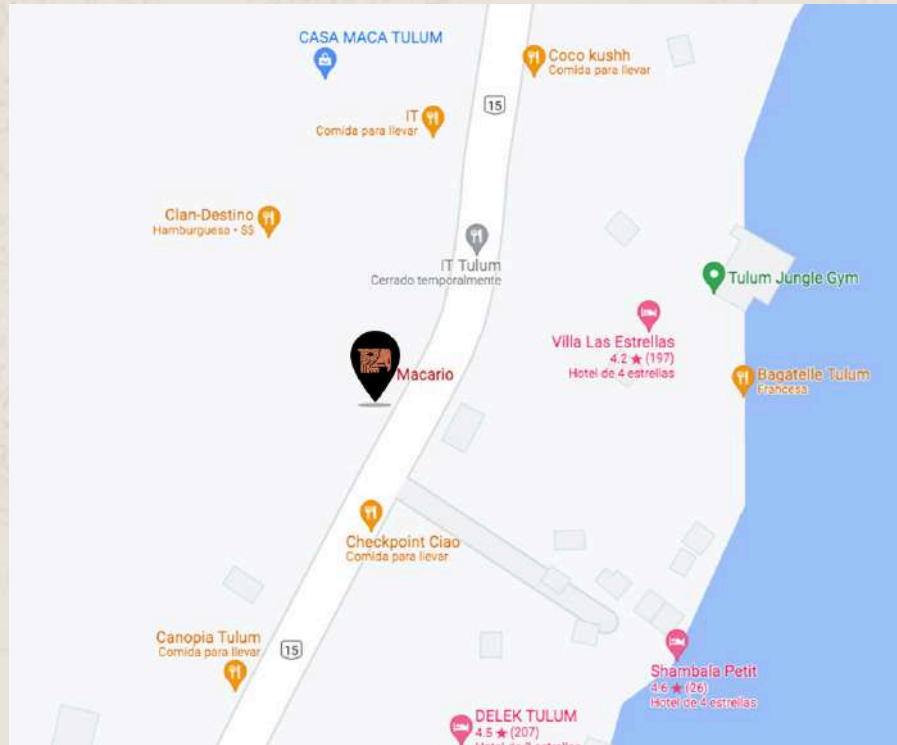 CASA MACA TULUM
Coco kushh
Comida para llevar
15
IT
Comida para llevar
Clan-Destino
Hamburguesa • $$
IT Tulum
Cerrado temporalmente
Tulum Jungle Gym
Villa Las Estrellas
4.2 ★ (197)
Hotel de 4 estrellas
Macario
Bagatelle Tulum
Francesa
Checkpoint Ciao
Comida para llevar
Canopia Tulum
Comida para llevar
15
Shambala Petit
4.6 ★ (26)
Hotel de 4 estrellas
DELEK TULUM
4.5 ★ (207)